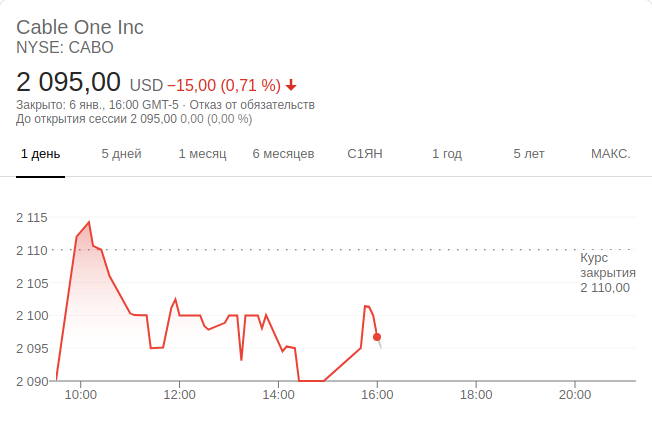 Cable One Inc
NYSE: CABO
2 095,00 USD −15,00 (0,71 %)
Закрыто: 6 янв., 16:00 GMT-5 · Отказ от обязательств
До открытия сессии 2 095,00 0,00 (0,00 %)
1 день 5 дней 1 месяц 6 месяцев С1ЯН 1 год 5 лет МАКС.
2 115
2 110
Курс
закрытия
2 110,00
2 105
2 100
2 095
2 090
10:00 12:00 14:00 16:00 18:00 20:00